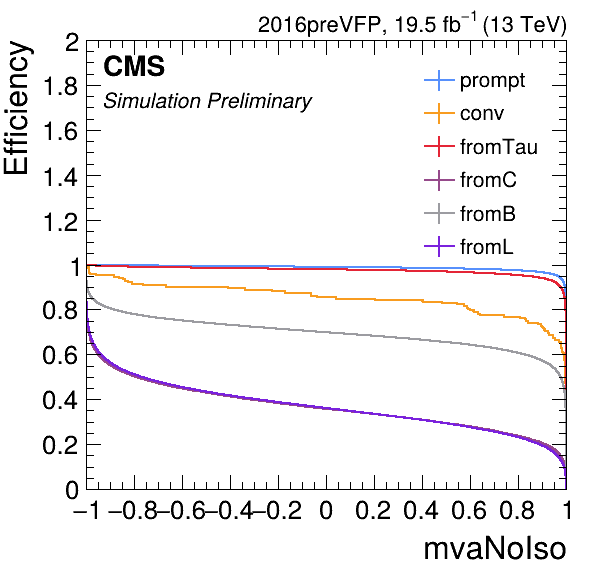 2016preVFP, 19.5 fb−1 (13 TeV)
Efficiency
2
1.8
1.6
1.4
1.2
1
0.8
0.6
0.4
0.2
0
CMS
Simulation Preliminary
prompt
conv
fromTau
fromC
fromB
fromL
−1 −0.8 −0.6 −0.4 −0.2 0 0.2 0.4 0.6 0.8 1
mvaNoIso